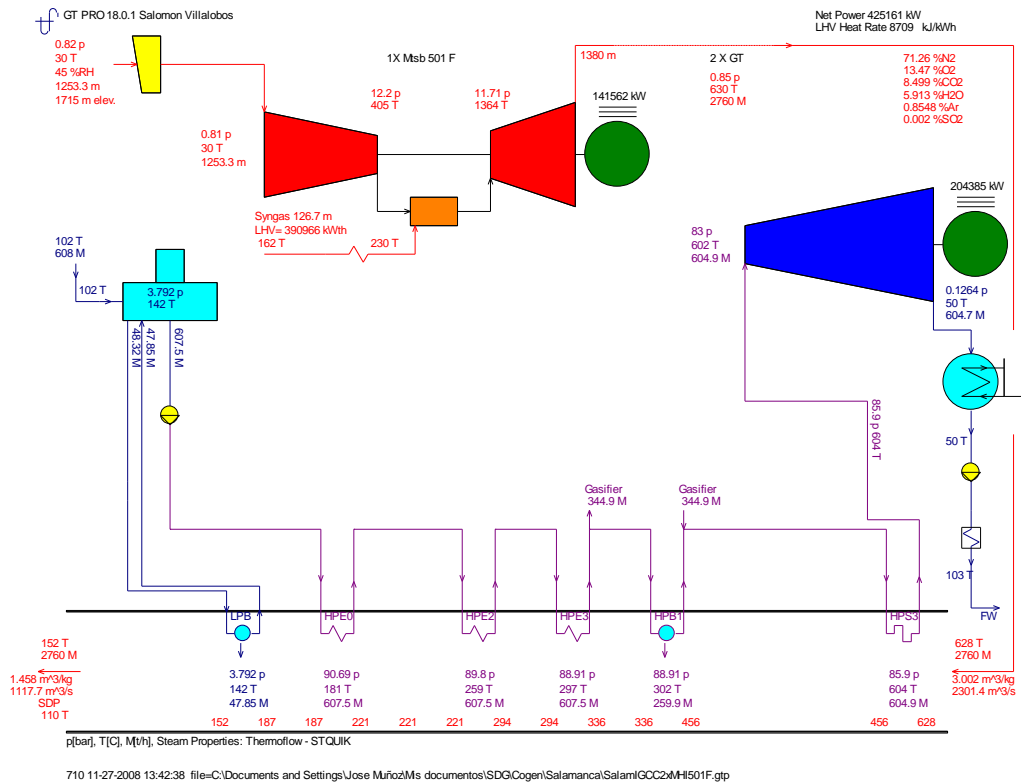 GT PRO 18.0.1 Salomon Villalobos
Net Power 425161 kW
LHV Heat Rate 8709 kJ/kWh
0.82 p
30 T
45 %RH
1253.3 m
1715 m elev.
1X Mtsb 501 F
1380 m
2 X GT
0.85 p
630 T
2760 M
71.26 %N2
13.47 %O2
8.499 %CO2
5.913 %H2O
0.8548 %Ar
0.002 %SO2
12.2 p
405 T
11.71 p
1364 T
141562 kW
0.81 p
30 T
1253.3 m
204385 kW
Syngas 126.7 m
LHV= 390966 kWth
162 T
230 T
83 p
602 T
604.9 M
102 T
608 M
102 T
3.792 p
142 T
0.1264 p
50 T
604.7 M
48.32 M
47.85 M
607.5 M
85.9 p 604 T
50 T
Gasifier
344.9 M
Gasifier
344.9 M
103 T
FW
LPB
HPE0
HPE2
HPE3
HPB1
HPS3
152 T
2760 M
628 T
2760 M
1.458 m^3/kg
1117.7 m^3/s
SDP
110 T
3.792 p
142 T
47.85 M
90.69 p
181 T
607.5 M
89.8 p
259 T
607.5 M
88.91 p
297 T
607.5 M
88.91 p
302 T
259.9 M
85.9 p
604 T
604.9 M
3.002 m^3/kg
2301.4 m^3/s
152 187 187 221 221 221 294 294 336 336 456 456 628
p[bar], T[C], M[t/h], Steam Properties: Thermoflow - STQUIK
710 11-27-2008 13:42:38 file=C:\Documents and Settings\Jose Muñoz\Mis documentos\SDG\Cogen\Salamanca\SalamIGCC2xMHI501F.gtp